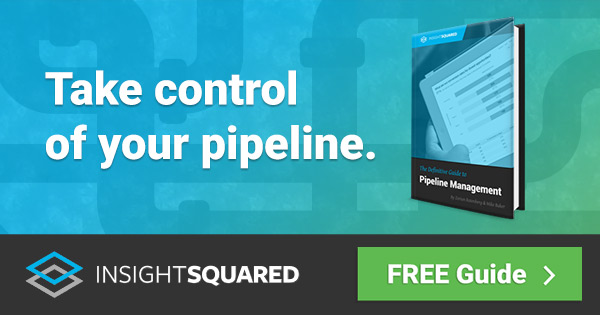 Take control
of your pipeline.
INSIGHTSQUARED
The Definitive Guide to
Pipeline Management
INSIGHTSQUARED
FREE Guide